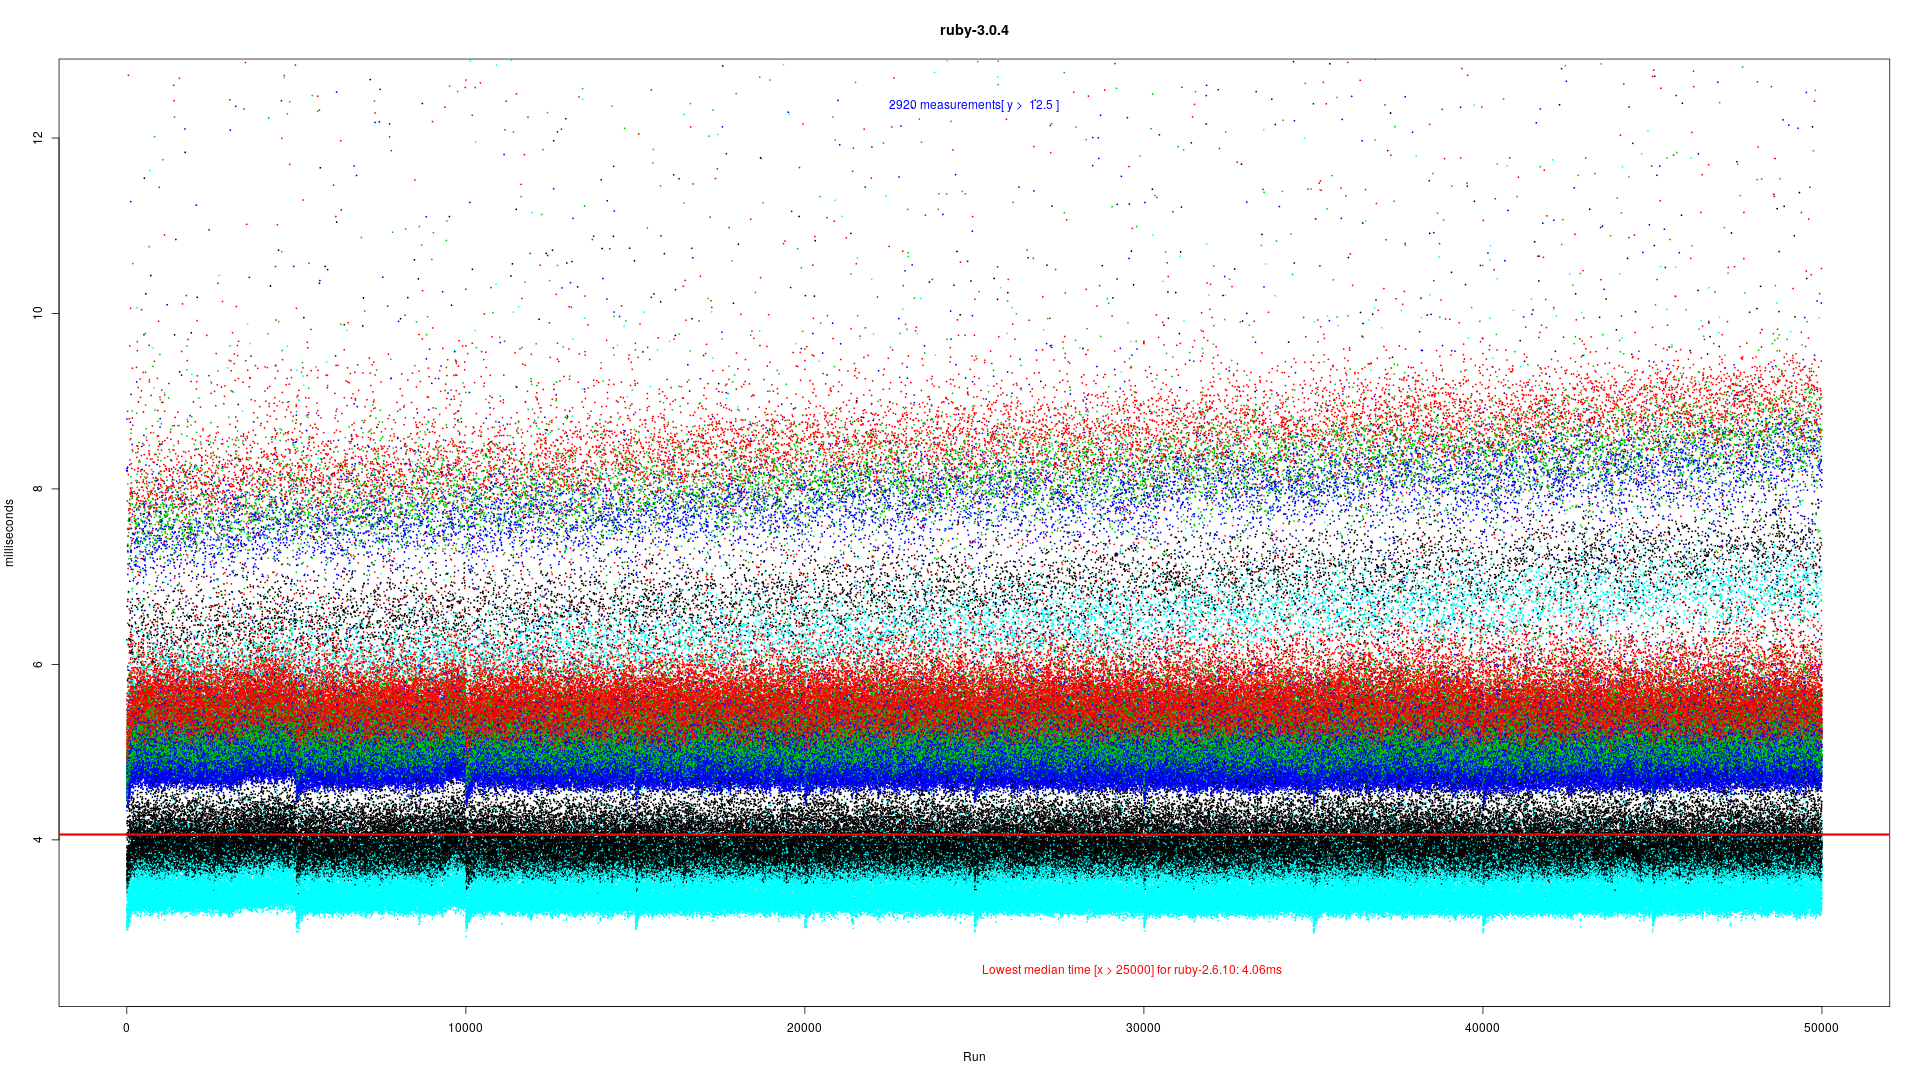 ruby-3.0.4
2920 measurements[ y > 12.5 ]
12
10
8
6
4
milliseconds
Lowest median time [x > 25000] for ruby-2.6.10: 4.06ms
0 10000 20000 30000 40000 50000
Run